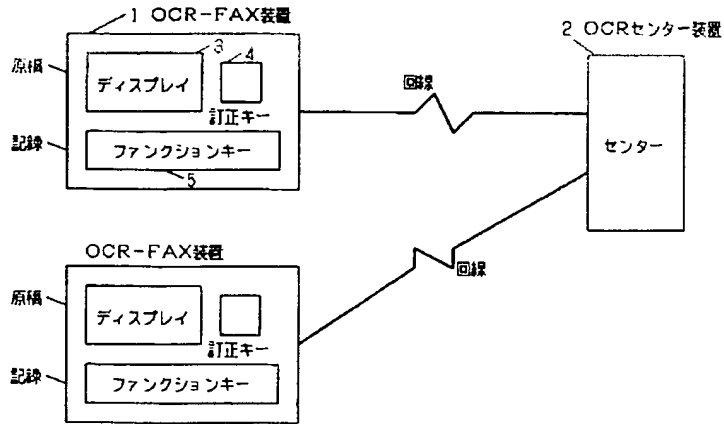 1 OCR-FAX装置
2 OCRセンター装置
3
4
原稿
ディスプレイ
訂正キー
回線
記録
ファンクションキー
5
センター
OCR-FAX装置
回線
原稿
ディスプレイ
訂正キー
記録
ファンクションキー